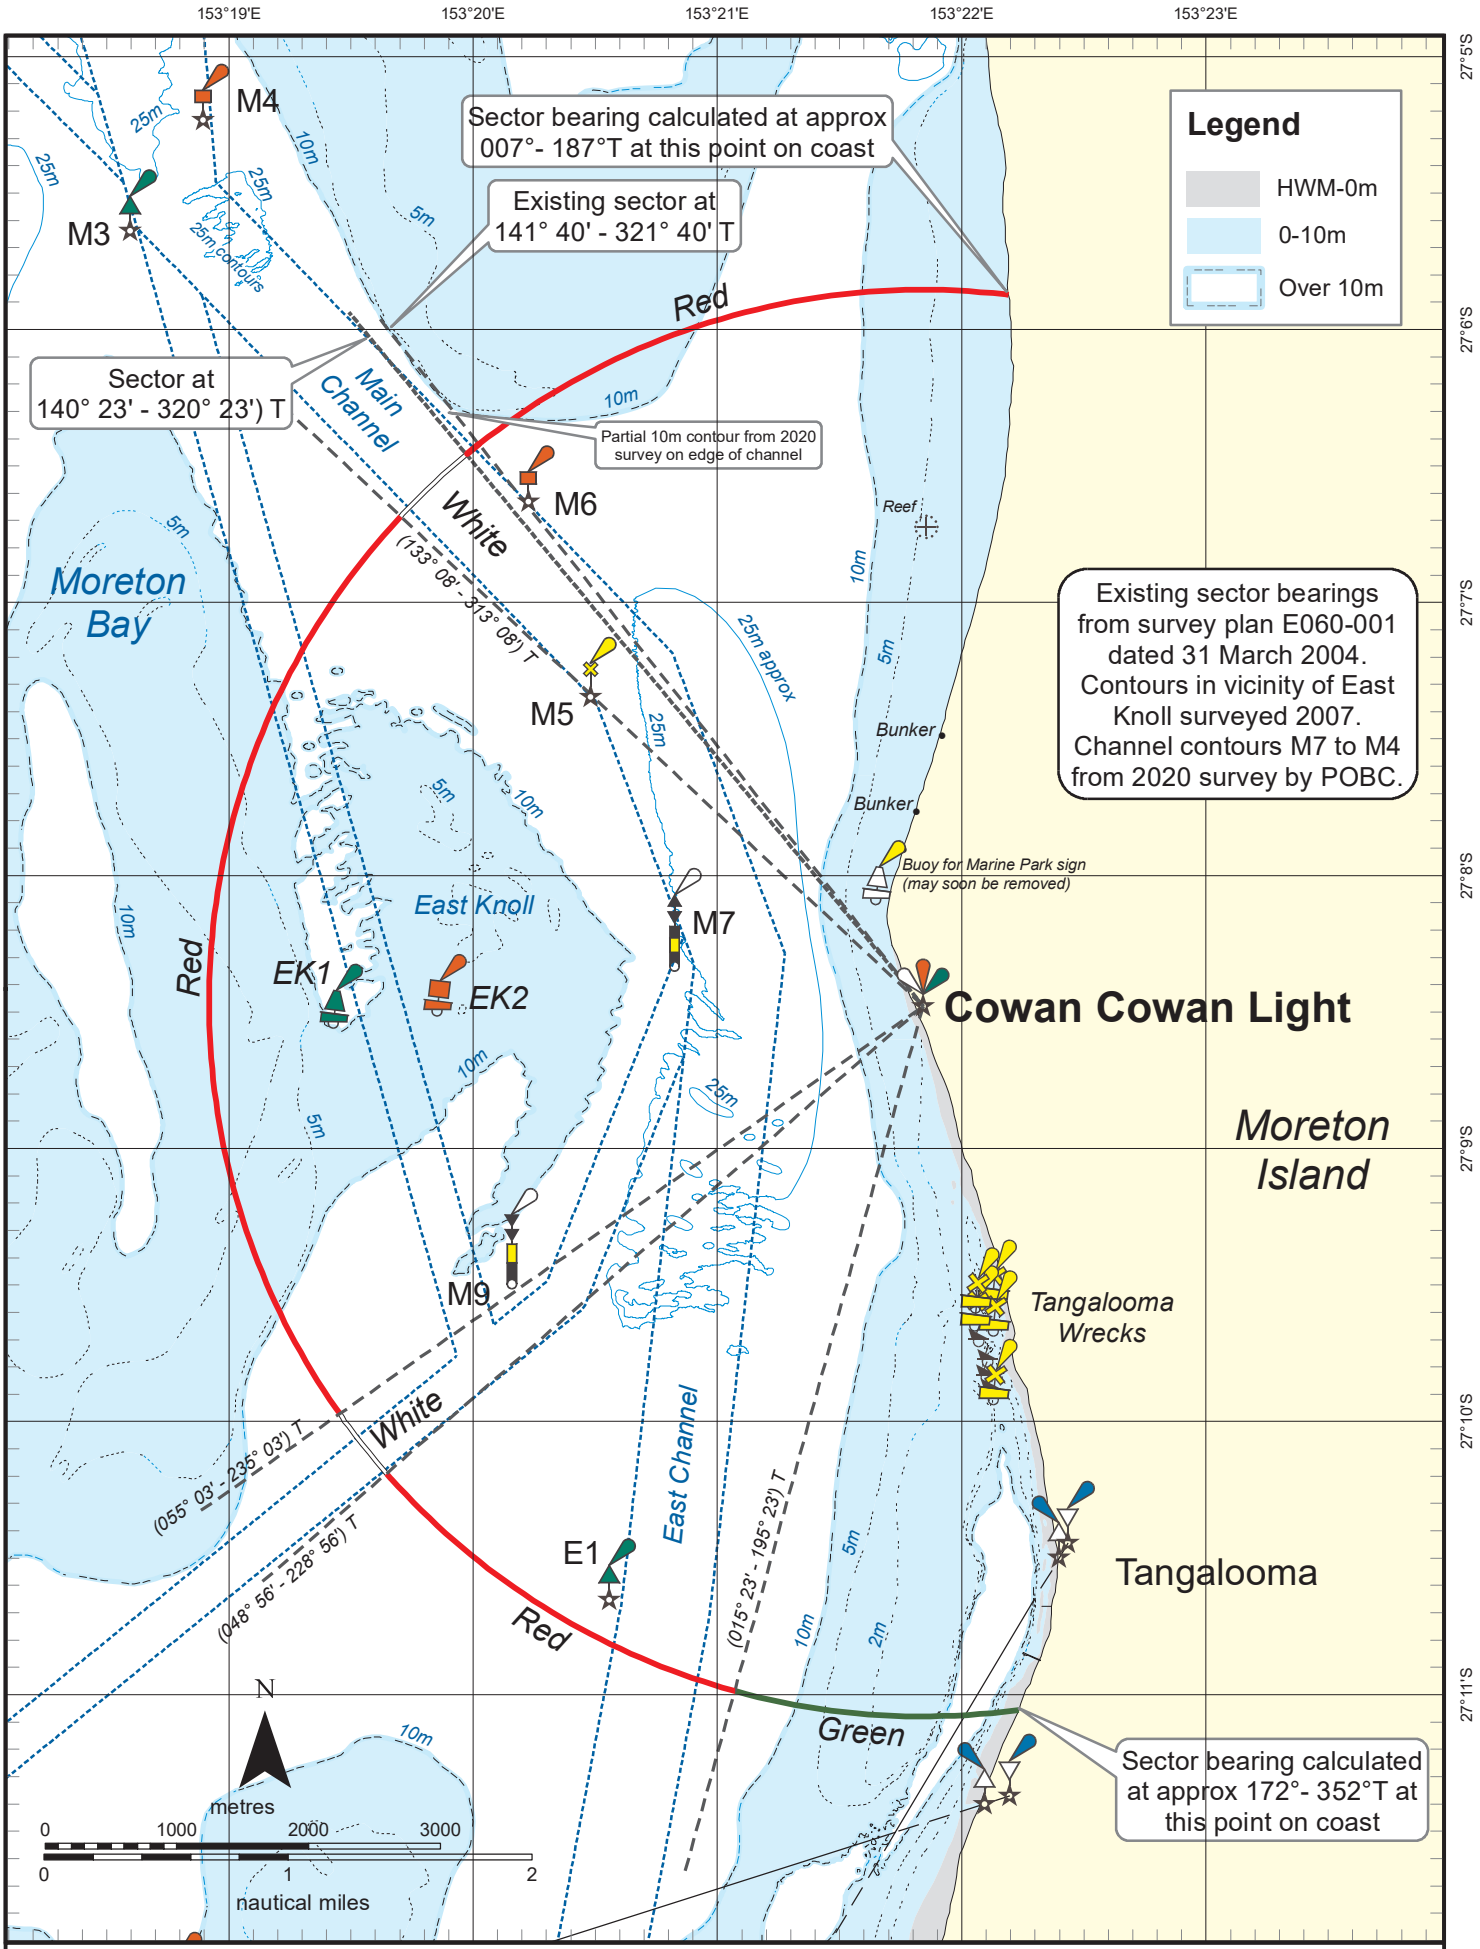 153°19'E
153°20'E
153°21'E
153°22'E
153°23'E
27°5'S
27°6'S
27°7'S
27°8'S
27°9'S
27°10'S
27°11'S
M4
25m
10m
25m
25m
M3
25m contours
5m
Sector bearing calculated at approx
007°- 187°T at this point on coast
Existing sector at
141° 40' - 321° 40' T
Legend
HWM-0m
0-10m
Over 10m
Red
Sector at
140° 23' - 320° 23') T
Main
Channel
10m
Partial 10m contour from 2020
survey on edge of channel
M6
White
(133° 08' - 313° 08') T
Reef
10m
5m
Moreton
Bay
5m
Existing sector bearings
from survey plan E060-001
dated 31 March 2004.
Contours in vicinity of East
Knoll surveyed 2007.
Channel contours M7 to M4
from 2020 survey by POBC.
25m approx
M5
25m
Bunker
Bunker
5m
10m
Buoy for Marine Park sign
(may soon be removed)
10m
East Knoll
M7
Red
EK1
EK2
Cowan Cowan Light
10m
25m
5m
Moreton
Island
M9
Tangalooma
Wrecks
White
(055° 03' - 235° 03') T
(048° 56' - 228° 56') T
East Channel
(015° 23' - 195° 23') T
E1
5m
10m
2m
Tangalooma
Red
Green
N
10m
Sector bearing calculated
at approx 172°- 352°T at
this point on coast
metres
0
1000
2000
3000
0
1
2
nautical miles